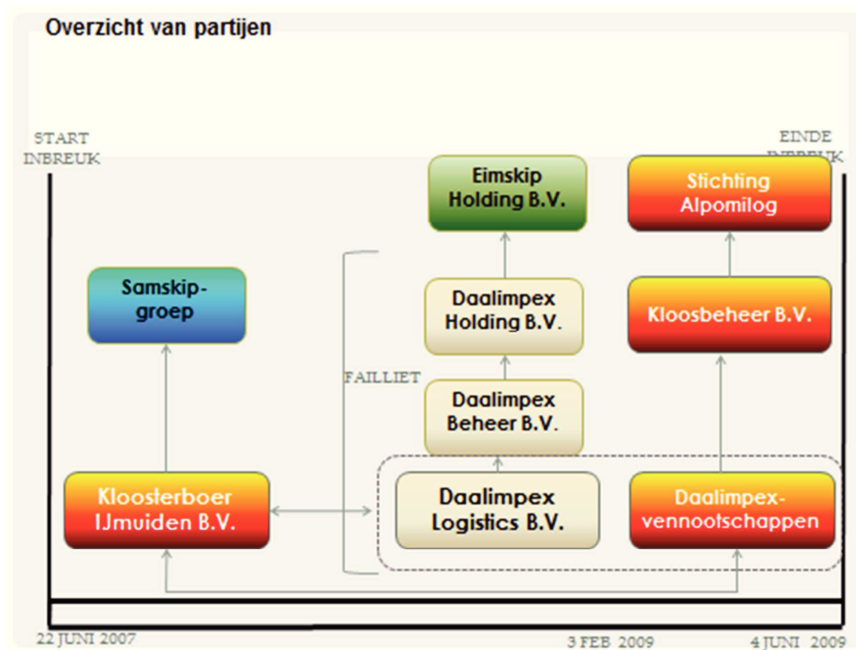 Overzicht van partijen
START
INBREUK
EINDE
INBREUK
Eimskip
Holding B.V.
Stichting
Alpomilog
Samskip-
groep
Daalimpex
Holding B.V.
Kloosbeheer B.V.
FAILLIET
Daalimpex
Beheer B.V.
Kloosterboer
IJmuiden B.V.
Daalimpex
Logistics B.V.
Daalimpex-
vennootschappen
22 JUNI 2007
3 FEB 2009
4 JUNI 2009